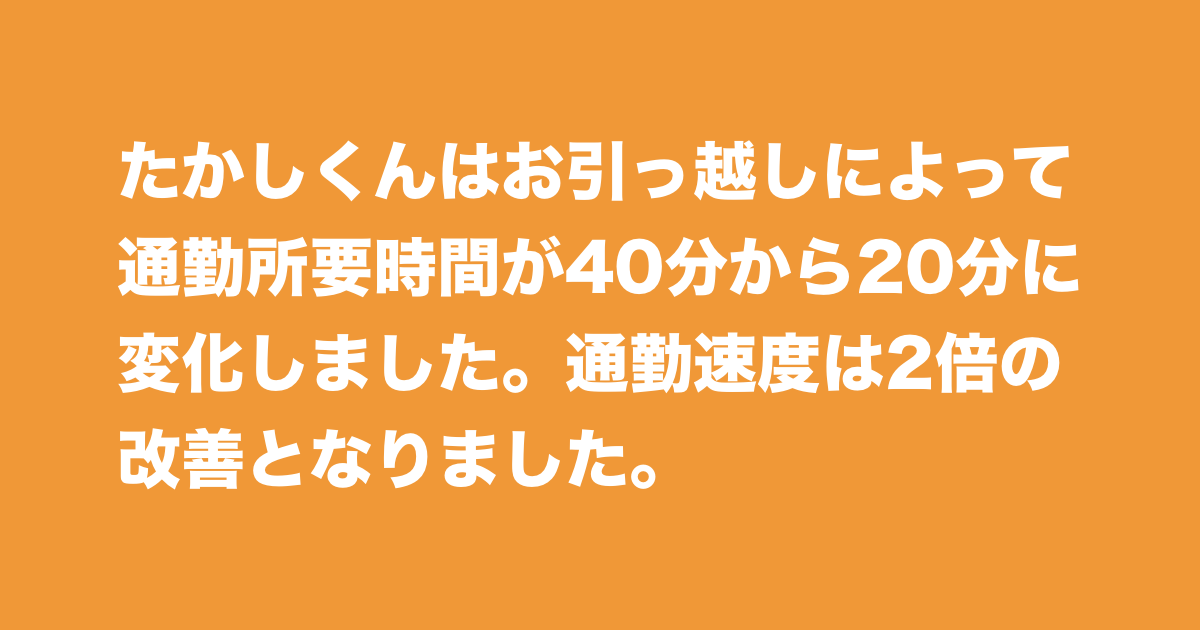 たかしくんはお引っ越しによって
通勤所要時間が40分から20分に
変化しました。通勤速度は2倍の
改善となりました。